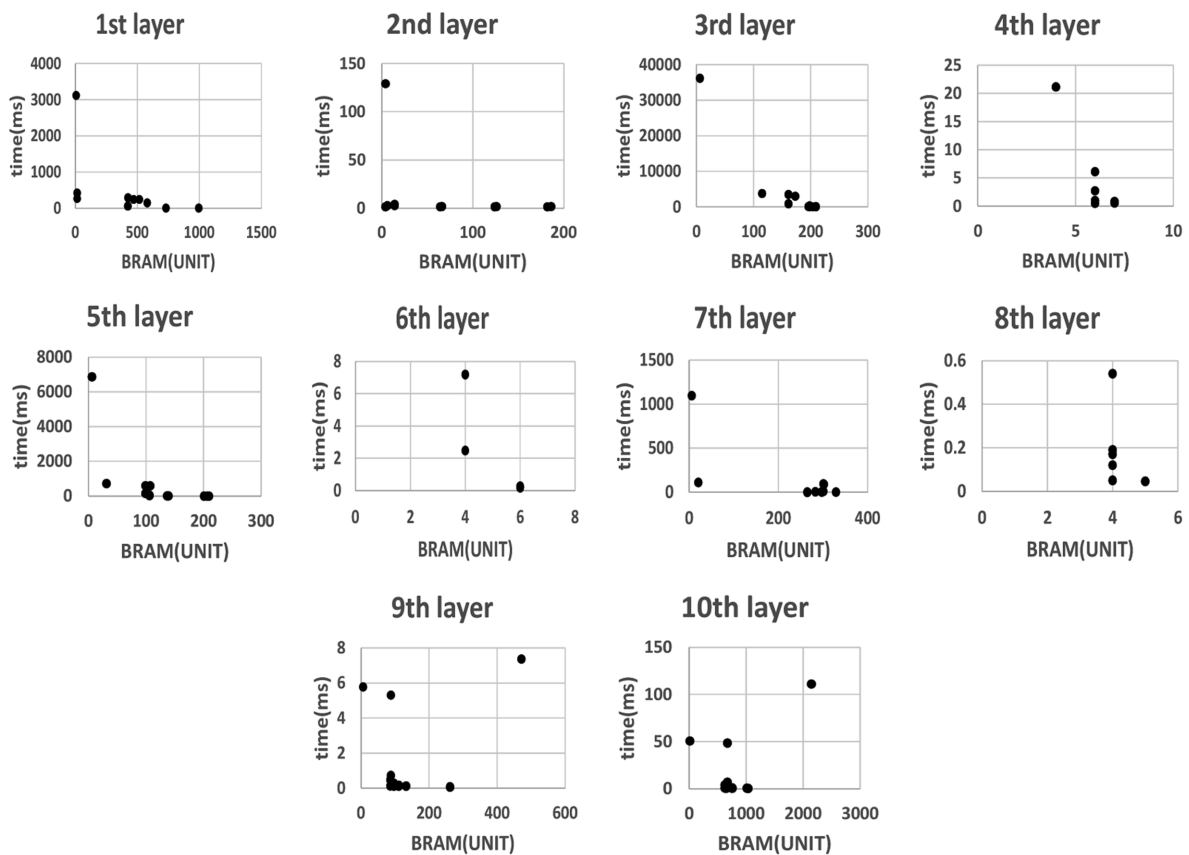 1st layer
2nd layer
3rd layer
4th layer
4000
3000
2000
1000
0
time(ms)
0 500 1000 1500
BRAM(UNIT)
150
100
50
0
time(ms)
0 100 200
BRAM(UNIT)
40000
30000
20000
10000
0
time(ms)
0 100 200 300
BRAM(UNIT)
25
20
15
10
5
0
time(ms)
0 5 10
BRAM(UNIT)
5th layer
6th layer
7th layer
8th layer
8000
6000
4000
2000
0
time(ms)
0 100 200 300
BRAM(UNIT)
8
6
4
2
0
time(ms)
0 2 4 6 8
BRAM(UNIT)
1500
1000
500
0
time(ms)
0 200 400
BRAM(UNIT)
0.6
0.4
0.2
0
time(ms)
0 2 4 6
BRAM(UNIT)
9th layer
10th layer
8
6
4
2
0
time(ms)
0 200 400 600
BRAM(UNIT)
150
100
50
0
time(ms)
0 1000 2000 3000
BRAM(UNIT)